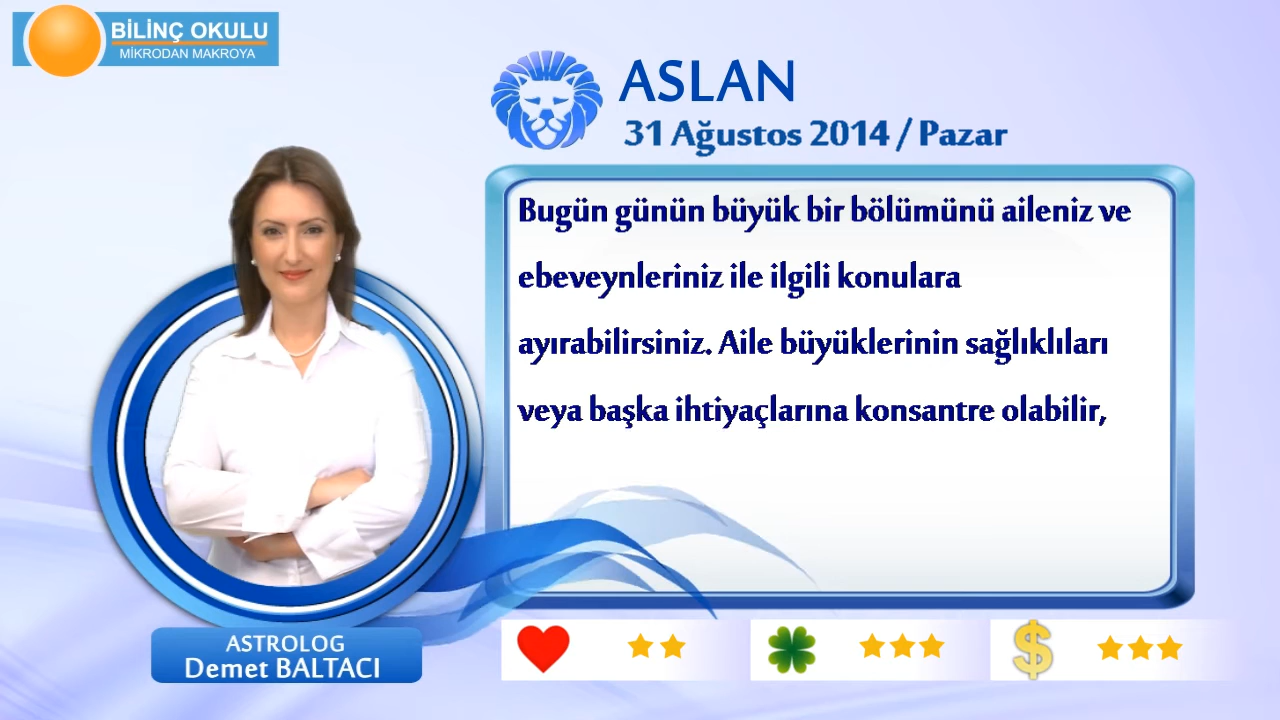 BİLİNÇ OKULU
MİKRODAN MAKROYA
ASLAN
31 Ağustos 2014 / Pazar
Bugün günün büyük bir bölümünü aileniz ve
ebeveynleriniz ile ilgili konulara
ayırabilirsiniz. Aile büyüklerinin sağlıklıları
veya başka ihtiyaçlarına konsantre olabilir,
ASTROLOG
Demet BALTACI
$